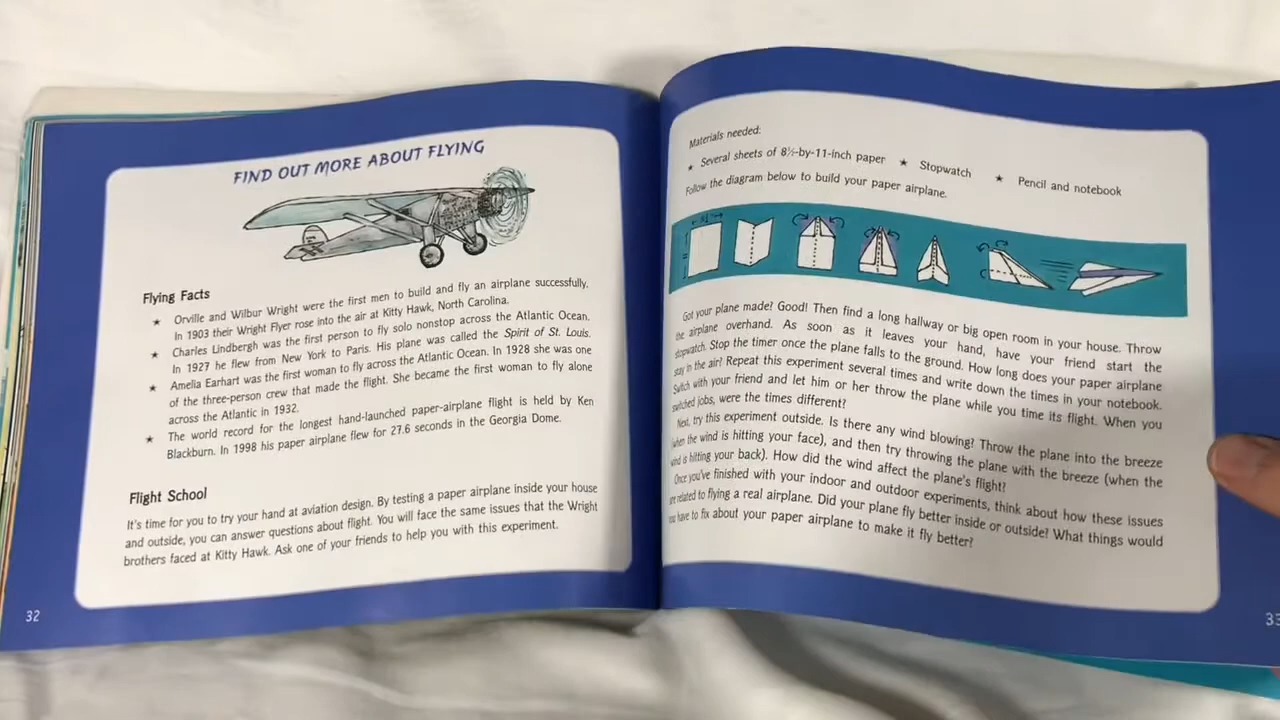 FIND OUT MORE ABOUT FLYING
Flying Facts
★ Orville and Wilbur Wright were the first men to build and fly an airplane successfully.
In 1903 their Wright Flyer rose into the air at Kitty Hawk, North Carolina.
★ Charles Lindbergh was the first person to fly solo nonstop across the Atlantic Ocean.
In 1927 he flew from New York to Paris. His plane was called the Spirit of St. Louis.
★ Amelia Earhart was the first woman to fly across the Atlantic Ocean. In 1928 she was one
of the three-person crew that made the flight. She became the first woman to fly alone
across the Atlantic in 1932.
★ The world record for the longest hand-launched paper-airplane flight is held by Ken
Blackburn. In 1998 his paper airplane flew for 27.6 seconds in the Georgia Dome.
Flight School
It's time for you to try your hand at aviation design. By testing a paper airplane inside your house
and outside, you can answer questions about flight. You will face the same issues that the Wright
brothers faced at Kitty Hawk. Ask one of your friends to help you with this experiment.
32
Materials needed:
★ Several sheets of 8½-by-11-inch paper ★ Stopwatch ★ Pencil and notebook
Follow the diagram below to build your paper airplane.
Got your plane made? Good! Then find a long hallway or big open room in your house. Throw
the airplane overhand. As soon as it leaves your hand, have your friend start the
stopwatch. Stop the timer once the plane falls to the ground. How long does your paper airplane
stay in the air? Repeat this experiment several times and write down the times in your notebook.
Switch with your friend and let him or her throw the plane while you time its flight. When you
switched jobs, were the times different?
Next, try this experiment outside. Is there any wind blowing? Throw the plane into the breeze
(when the wind is hitting your face), and then try throwing the plane with the breeze (when the
wind is hitting your back). How did the wind affect the plane's flight?
Once you've finished with your indoor and outdoor experiments, think about how these issues
are related to flying a real airplane. Did your plane fly better inside or outside? What things would
you have to fix about your paper airplane to make it fly better?
33